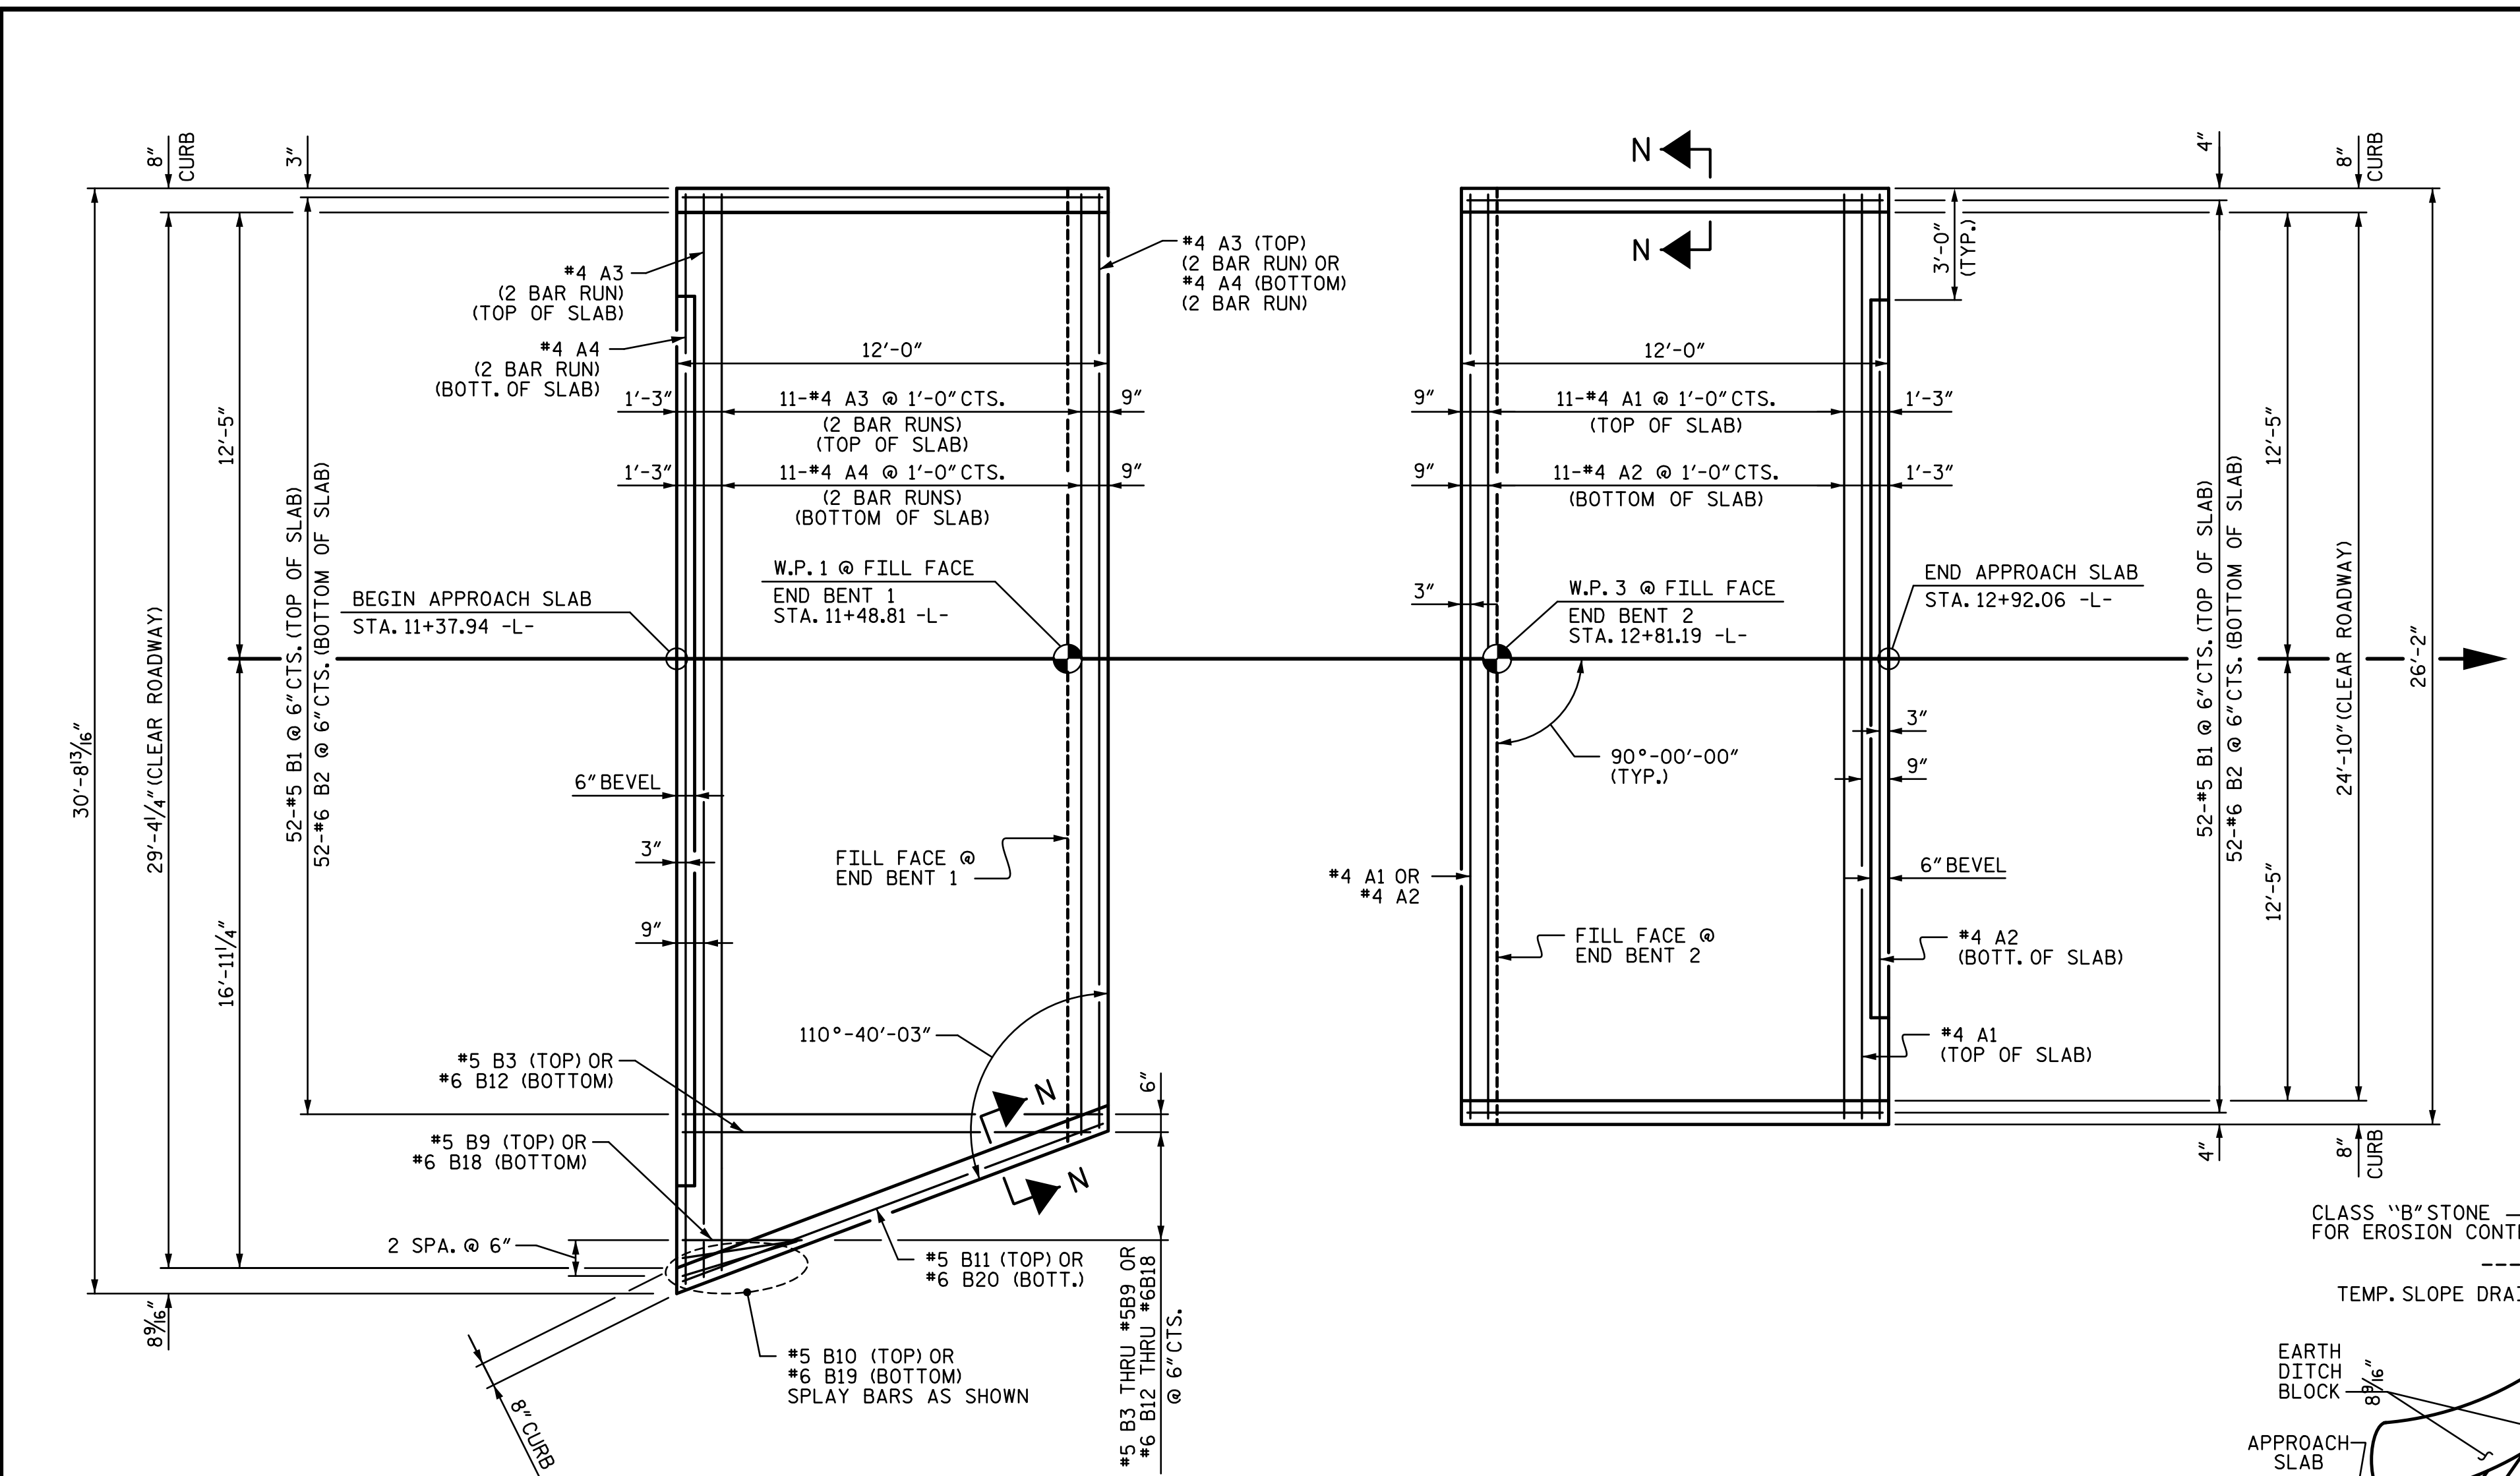 8″
CURB
3″
30′-8 13/16″
29′-4 1/4″ (CLEAR ROADWAY)
12′-5″
16′-11 1/4″
8 9/16″
52-#5 B1 @ 6″ CTS. (TOP OF SLAB)
52-#6 B2 @ 6″ CTS. (BOTTOM OF SLAB)
#4 A3
(2 BAR RUN)
(TOP OF SLAB)
#4 A4
(2 BAR RUN)
(BOTT. OF SLAB)
#4 A3 (TOP)
(2 BAR RUN) OR
#4 A4 (BOTTOM)
(2 BAR RUN)
12′-0″
1′-3″
11-#4 A3 @ 1′-0″ CTS.
9″
(2 BAR RUNS)
(TOP OF SLAB)
1′-3″
11-#4 A4 @ 1′-0″ CTS.
9″
(2 BAR RUNS)
(BOTTOM OF SLAB)
W.P. 1 @ FILL FACE
END BENT 1
STA. 11+48.81 -L-
BEGIN APPROACH SLAB
STA. 11+37.94 -L-
6″ BEVEL
3″
9″
FILL FACE @
END BENT 1
110°-40′-03″
#5 B3 (TOP) OR
#6 B12 (BOTTOM)
#5 B9 (TOP) OR
#6 B18 (BOTTOM)
2 SPA. @ 6″
N
N
6″
#5 B11 (TOP) OR
#6 B20 (BOTT.)
#5 B10 (TOP) OR
#6 B19 (BOTTOM)
SPLAY BARS AS SHOWN
8″ CURB
#5 B3 THRU #5B9 OR
#6 B12 THRU #6B18
@ 6″ CTS.
N
N
12′-0″
9″
11-#4 A1 @ 1′-0″ CTS.
1′-3″
(TOP OF SLAB)
9″
11-#4 A2 @ 1′-0″ CTS.
1′-3″
(BOTTOM OF SLAB)
3″
W.P. 3 @ FILL FACE
END BENT 2
STA. 12+81.19 -L-
END APPROACH SLAB
STA. 12+92.06 -L-
90°-00′-00″
(TYP.)
3″
9″
6″ BEVEL
#4 A1 OR
#4 A2
FILL FACE @
END BENT 2
#4 A2
(BOTT. OF SLAB)
#4 A1
(TOP OF SLAB)
3′-0″
(TYP.)
4″
8″
CURB
52-#5 B1 @ 6″ CTS. (TOP OF SLAB)
52-#6 B2 @ 6″ CTS. (BOTTOM OF SLAB)
12′-5″
12′-5″
24′-10″ (CLEAR ROADWAY)
26′-2″
4″
8″
CURB
CLASS ‶B″ STONE
FOR EROSION CONT
TEMP. SLOPE DRAI
EARTH
DITCH
BLOCK
8 9/16″
APPROACH
SLAB